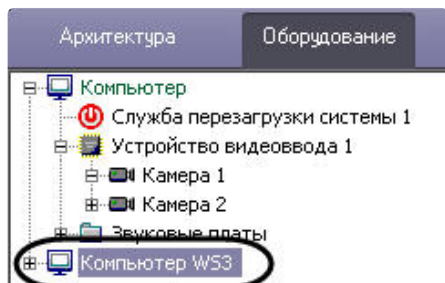 Архитектура Оборудование
Компьютер
Служба перезагрузки системы 1
Устройство видеоввода 1
Камера 1
Камера 2
Звуковые платы
Компьютер WS3